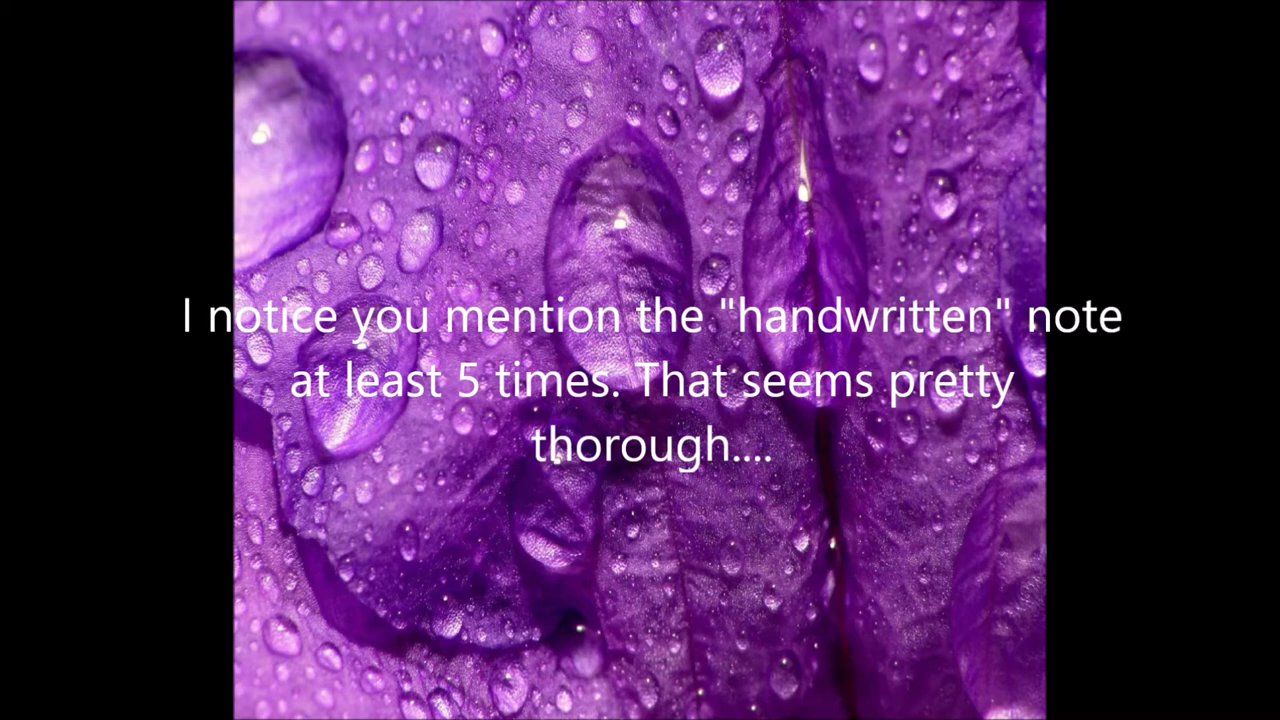 I notice you mention the "handwritten" note
at least 5 times. That seems pretty
thorough....